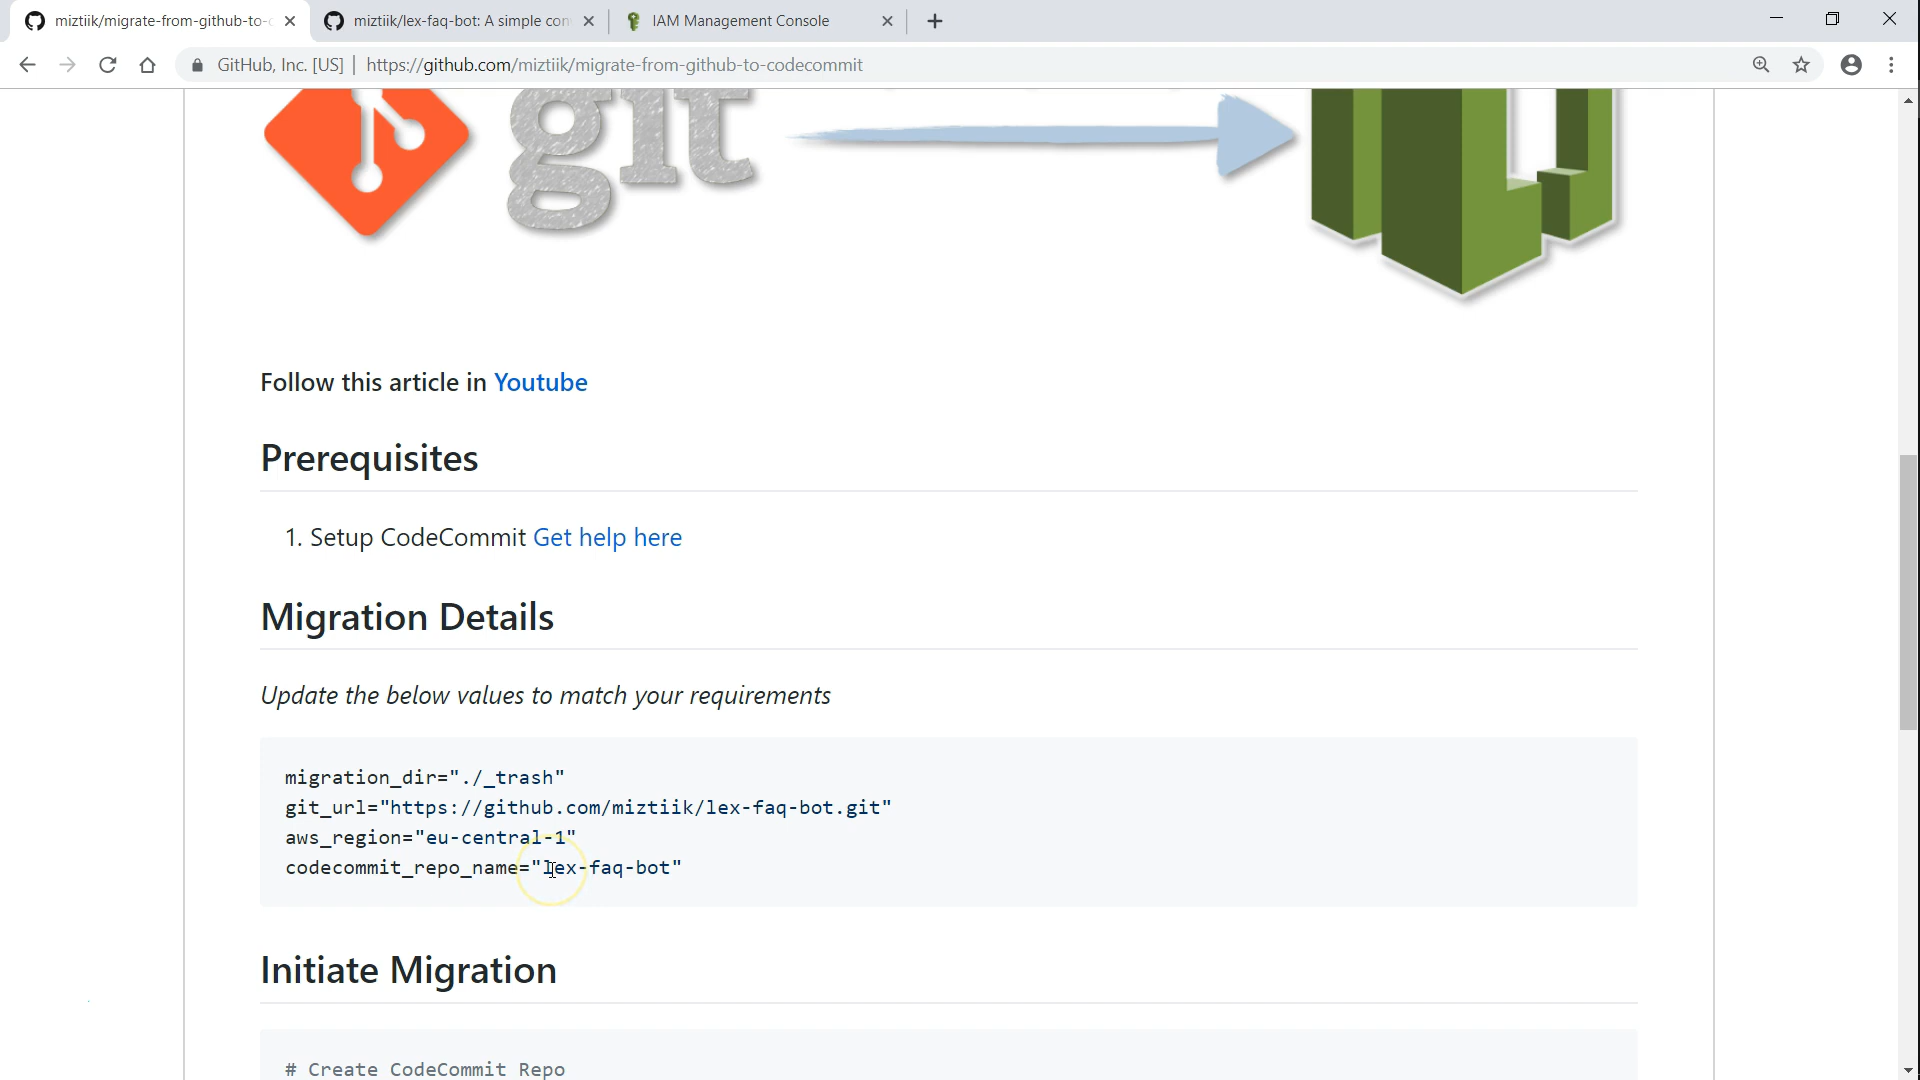 miztiik/migrate-from-github-to-c
miztiik/lex-faq-bot: A simple con
IAM Management Console
GitHub, Inc. [US] | https://github.com/miztiik/migrate-from-github-to-codecommit
git
Follow this article in Youtube
Prerequisites
1. Setup CodeCommit Get help here
Migration Details
Update the below values to match your requirements
migration_dir="./_trash"
git_url="https://github.com/miztiik/lex-faq-bot.git"
aws_region="eu-central-1"
codecommit_repo_name="lex-faq-bot"
Initiate Migration
# Create CodeCommit Repo